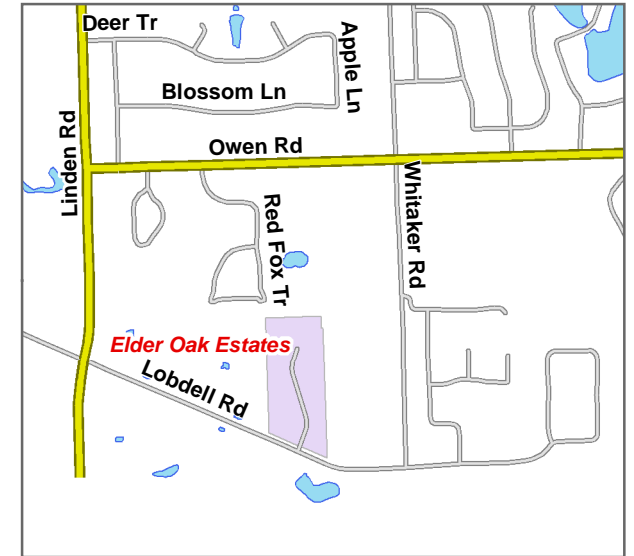 Deer Tr
Apple Ln
Blossom Ln
Owen Rd
Linden Rd
Whitaker Rd
Red Fox Tr
Elder Oak Estates
Lobdell Rd